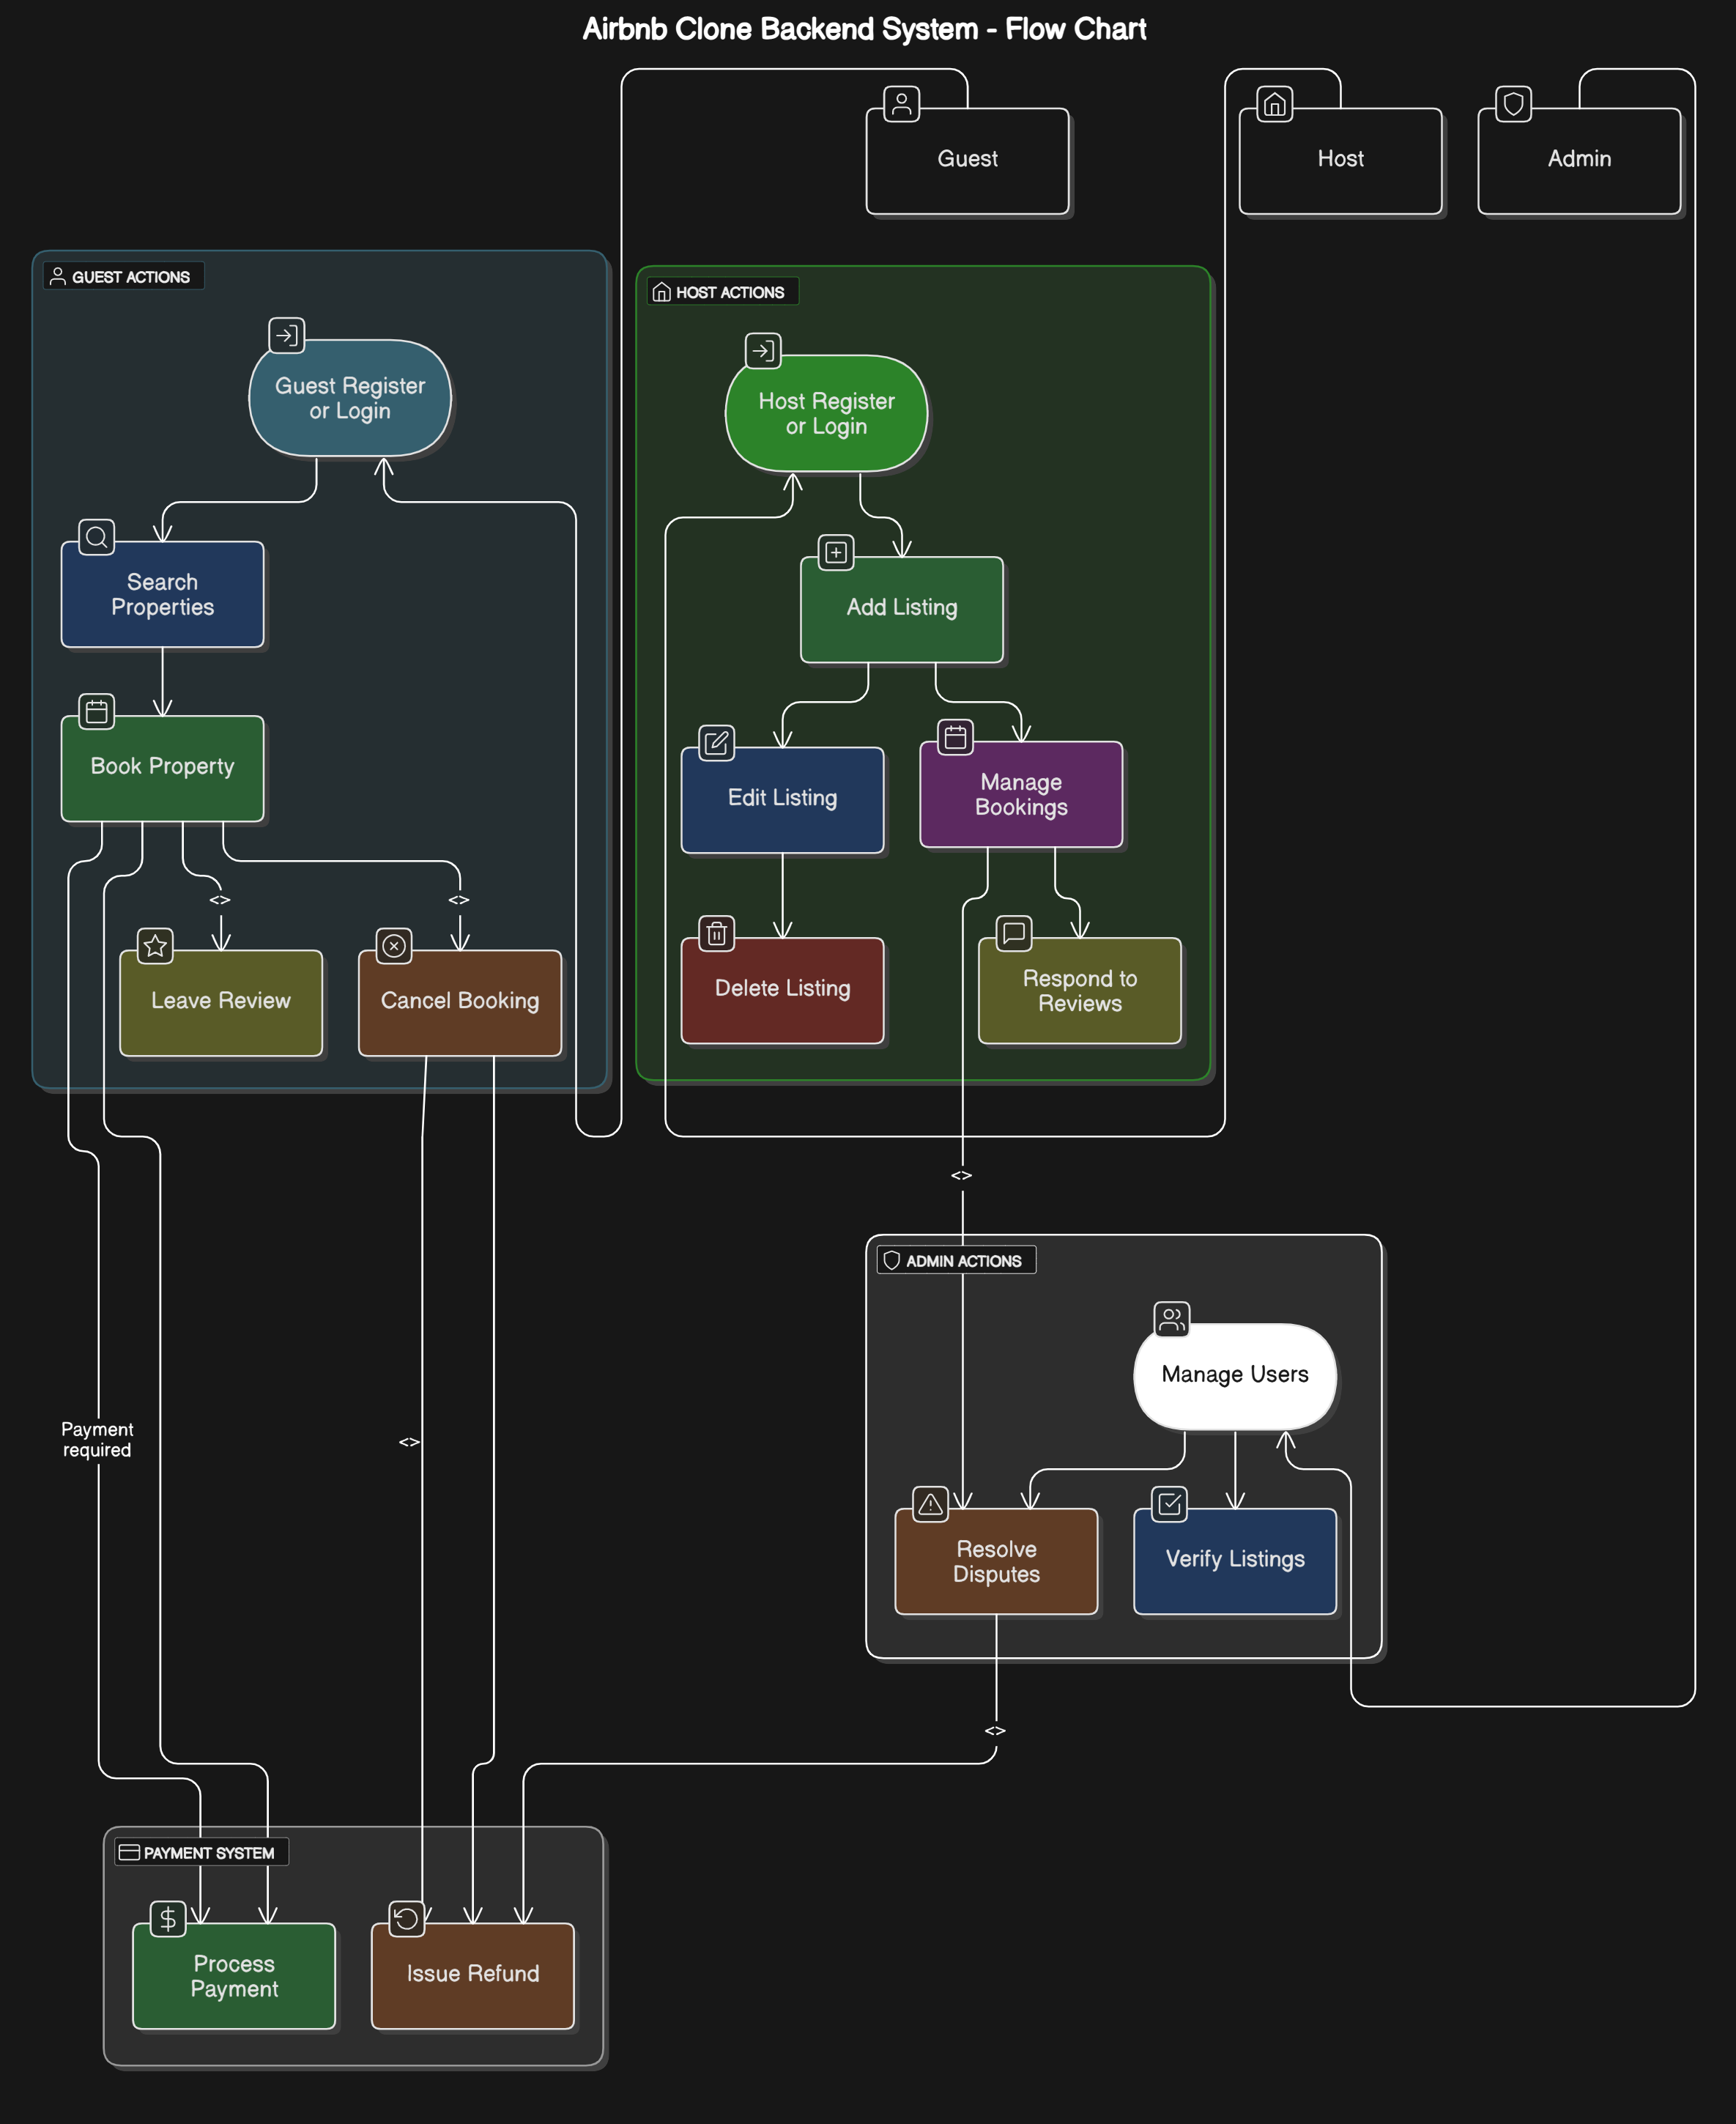 Airbnb Clone Backend System - Flow Chart
Guest
Host
Admin
GUEST ACTIONS
Guest Register
or Login
Search
Properties
Book Property
<>
<>
Leave Review
Cancel Booking
HOST ACTIONS
Host Register
or Login
Add Listing
Edit Listing
Manage
Bookings
Delete Listing
Respond to
Reviews
<>
ADMIN ACTIONS
Manage Users
Resolve
Disputes
Verify Listings
Payment
required
<>
<>
PAYMENT SYSTEM
Process
Payment
Issue Refund